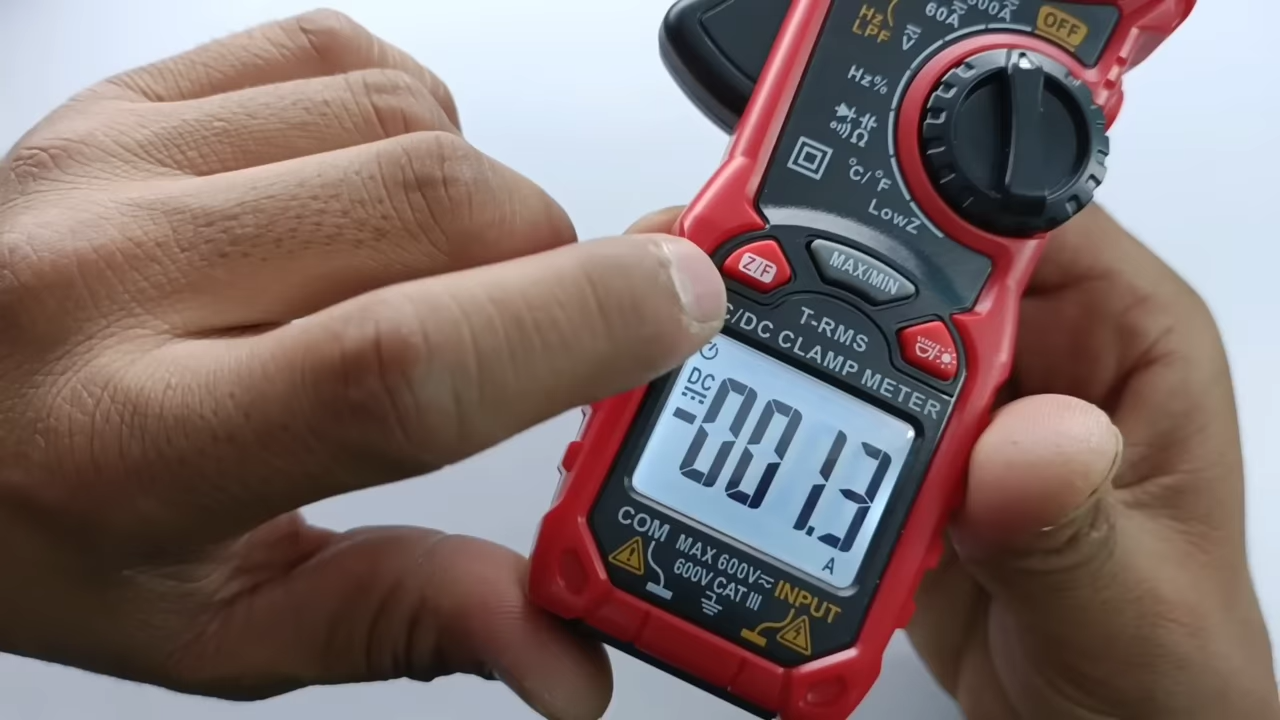 Hz
LPF
60A
600A
OFF
V
Hz%
Ω
°C/°F
LowZ
Z/F
MAX/MIN
T-RMS
C/DC CLAMP METER
DC
-001.3
A
COM
MAX 600V
600V CAT III
INPUT